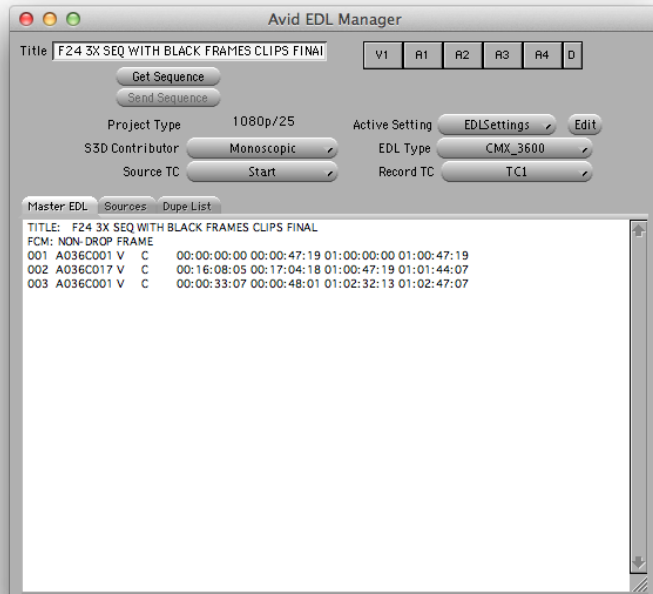 Avid EDL Manager
Title F24 3X SEQ WITH BLACK FRAMES CLIPS FINAl
V1 A1 A2 A3 A4 D
Get Sequence
Send Sequence
Project Type 1080p/25 Active Setting EDLSettings Edit
S3D Contributor Monoscopic EDL Type CMX_3600
Source TC Start Record TC TC1
Master EDL Sources Dupe List
TITLE: F24 3X SEQ WITH BLACK FRAMES CLIPS FINAL
FCM: NON-DROP FRAME
001 A036C001 V C 00:00:00:00 00:00:47:19 01:00:00:00 01:00:47:19
002 A036C017 V C 00:16:08:05 00:17:04:18 01:00:47:19 01:01:44:07
003 A036C001 V C 00:00:33:07 00:00:48:01 01:02:32:13 01:02:47:07